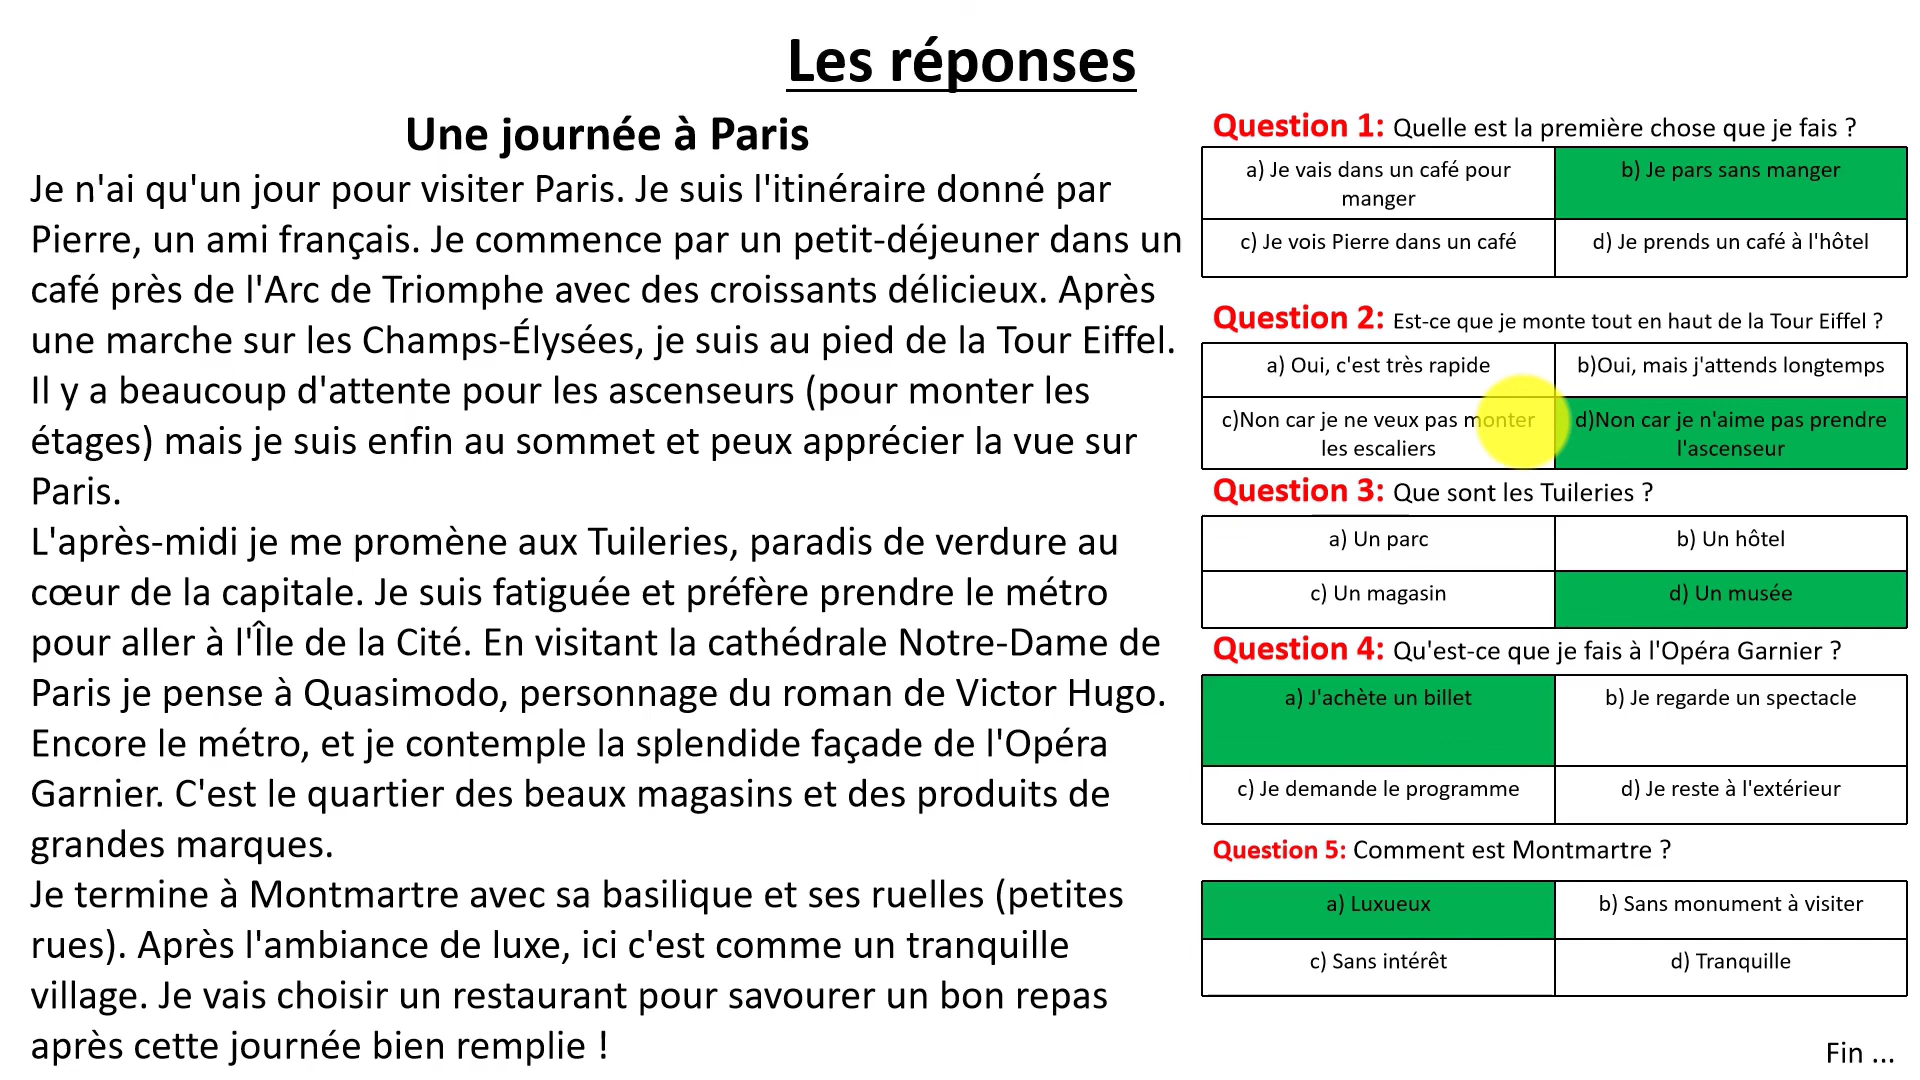 Les réponses
Une journée à Paris
Je n'ai qu'un jour pour visiter Paris. Je suis l'itinéraire donné par
Pierre, un ami français. Je commence par un petit-déjeuner dans un
café près de l'Arc de Triomphe avec des croissants délicieux. Après
une marche sur les Champs-Élysées, je suis au pied de la Tour Eiffel.
Il y a beaucoup d'attente pour les ascenseurs (pour monter les
étages) mais je suis enfin au sommet et peux apprécier la vue sur
Paris.
L'après-midi je me promène aux Tuileries, paradis de verdure au
cœur de la capitale. Je suis fatiguée et préfère prendre le métro
pour aller à l'Île de la Cité. En visitant la cathédrale Notre-Dame de
Paris je pense à Quasimodo, personnage du roman de Victor Hugo.
Encore le métro, et je contemple la splendide façade de l'Opéra
Garnier. C'est le quartier des beaux magasins et des produits de
grandes marques.
Je termine à Montmartre avec sa basilique et ses ruelles (petites
rues). Après l'ambiance de luxe, ici c'est comme un tranquille
village. Je vais choisir un restaurant pour savourer un bon repas
après cette journée bien remplie !
Question 1: Quelle est la première chose que je fais ?
a) Je vais dans un café pour
manger
b) Je pars sans manger
c) Je vois Pierre dans un café
d) Je prends un café à l'hôtel
Question 2: Est-ce que je monte tout en haut de la Tour Eiffel ?
a) Oui, c'est très rapide
b)Oui, mais j'attends longtemps
c)Non car je ne veux pas monter
les escaliers
d)Non car je n'aime pas prendre
l'ascenseur
Question 3: Que sont les Tuileries ?
a) Un parc
b) Un hôtel
c) Un magasin
d) Un musée
Question 4: Qu'est-ce que je fais à l'Opéra Garnier ?
a) J'achète un billet
b) Je regarde un spectacle
c) Je demande le programme
d) Je reste à l'extérieur
Question 5: Comment est Montmartre ?
a) Luxueux
b) Sans monument à visiter
c) Sans intérêt
d) Tranquille
Fin ...